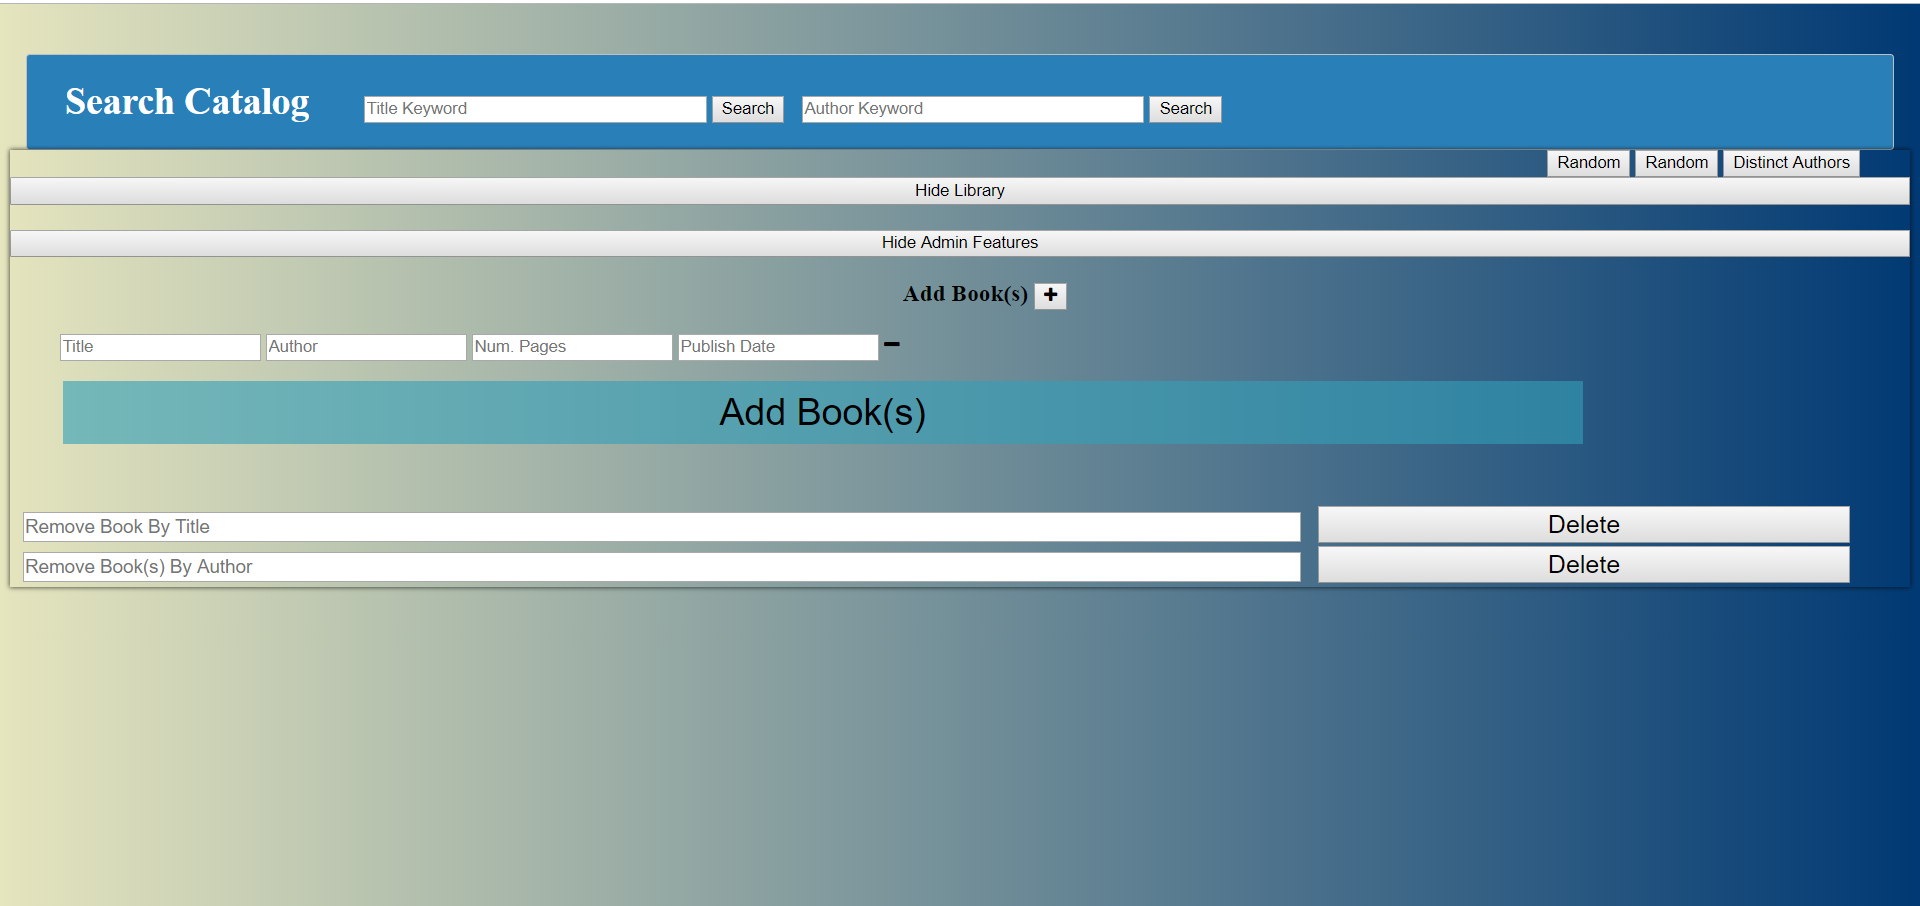 Search Catalog Title Keyword Search Author Keyword Search
Random Random Distinct Authors
Hide Library
Hide Admin Features
Add Book(s) +
Title Author Num. Pages Publish Date
Add Book(s)
Remove Book By Title Delete
Remove Book(s) By Author Delete